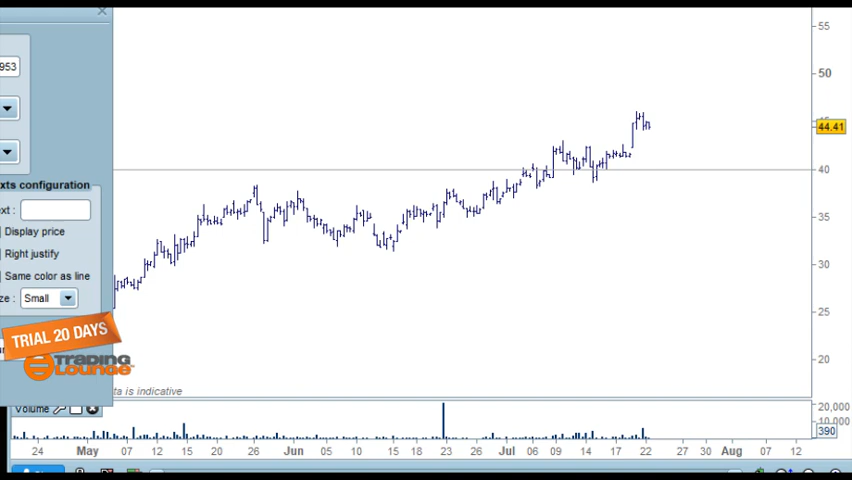 55
50
953
45
44.41
40
exts configuration
ext :
Display price
35
Right justify
30
Same color as line
ze :
Small
25
TRIAL 20 DAYS
TRADING
LOUNGE
20
ta is indicative
Volume
20,000
10,000
390
24 May 07 12 15 20 26 Jun 05 10 15 18 23 26 Jul 06 09 14 17 22 27 30 Aug 07 12